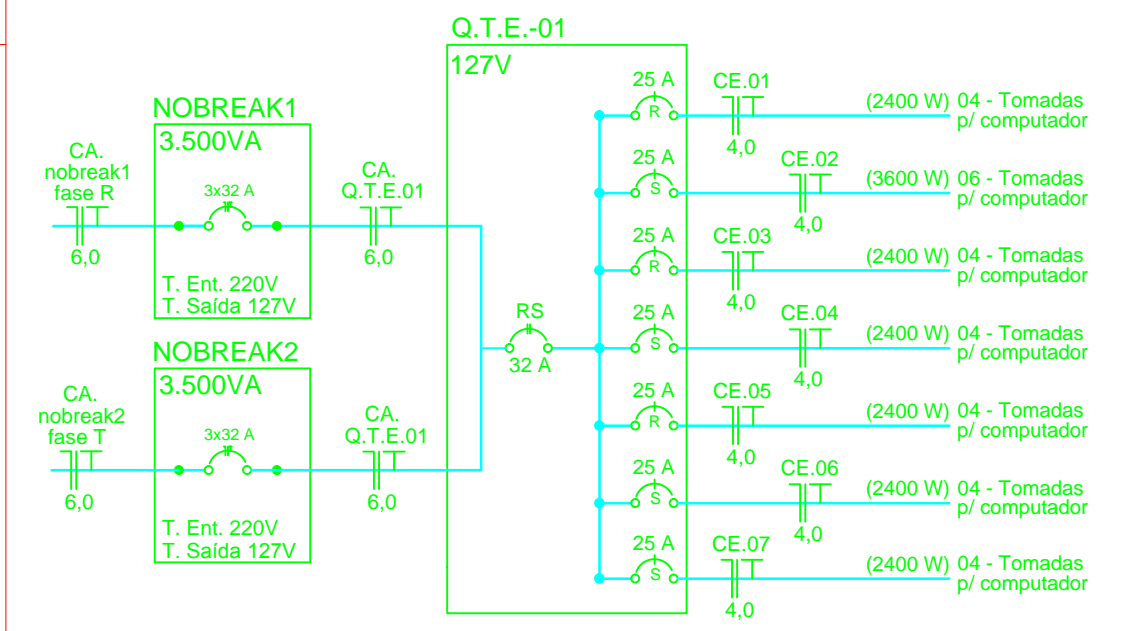 Q.T.E.-01
127V
NOBREAK1
3.500VA
CA.
nobreak1
fase R
6,0
3x32 A
T. Ent. 220V
T. Saída 127V
CA.
Q.T.E.01
6,0
NOBREAK2
3.500VA
CA.
nobreak2
fase T
6,0
3x32 A
T. Ent. 220V
T. Saída 127V
CA.
Q.T.E.01
6,0
RS
32 A
25 A
R
CE.01
4,0
(2400 W) 04 - Tomadas
p/ computador
25 A
S
CE.02
4,0
(3600 W) 06 - Tomadas
p/ computador
25 A
R
CE.03
4,0
(2400 W) 04 - Tomadas
p/ computador
25 A
S
CE.04
4,0
(2400 W) 04 - Tomadas
p/ computador
25 A
R
CE.05
4,0
(2400 W) 04 - Tomadas
p/ computador
25 A
S
CE.06
4,0
(2400 W) 04 - Tomadas
p/ computador
25 A
S
CE.07
4,0
(2400 W) 04 - Tomadas
p/ computador